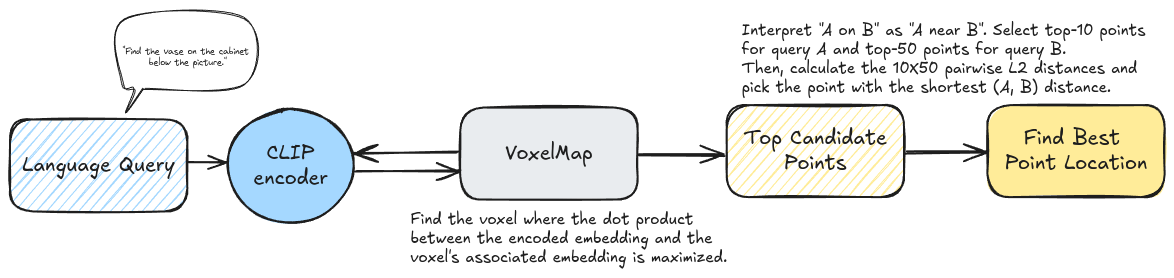 "Find the vase on the cabinet
below the picture."
Interpret "A on B" as "A near B". Select top-10 points
for query A and top-50 points for query B.
Then, calculate the 10X50 pairwise L2 distances and
pick the point with the shortest (A, B) distance.
Language Query
CLIP
encoder
VoxelMap
Top Candidate
Points
Find Best
Point Location
Find the voxel where the dot product
between the encoded embedding and the
voxel's associated embedding is maximized.